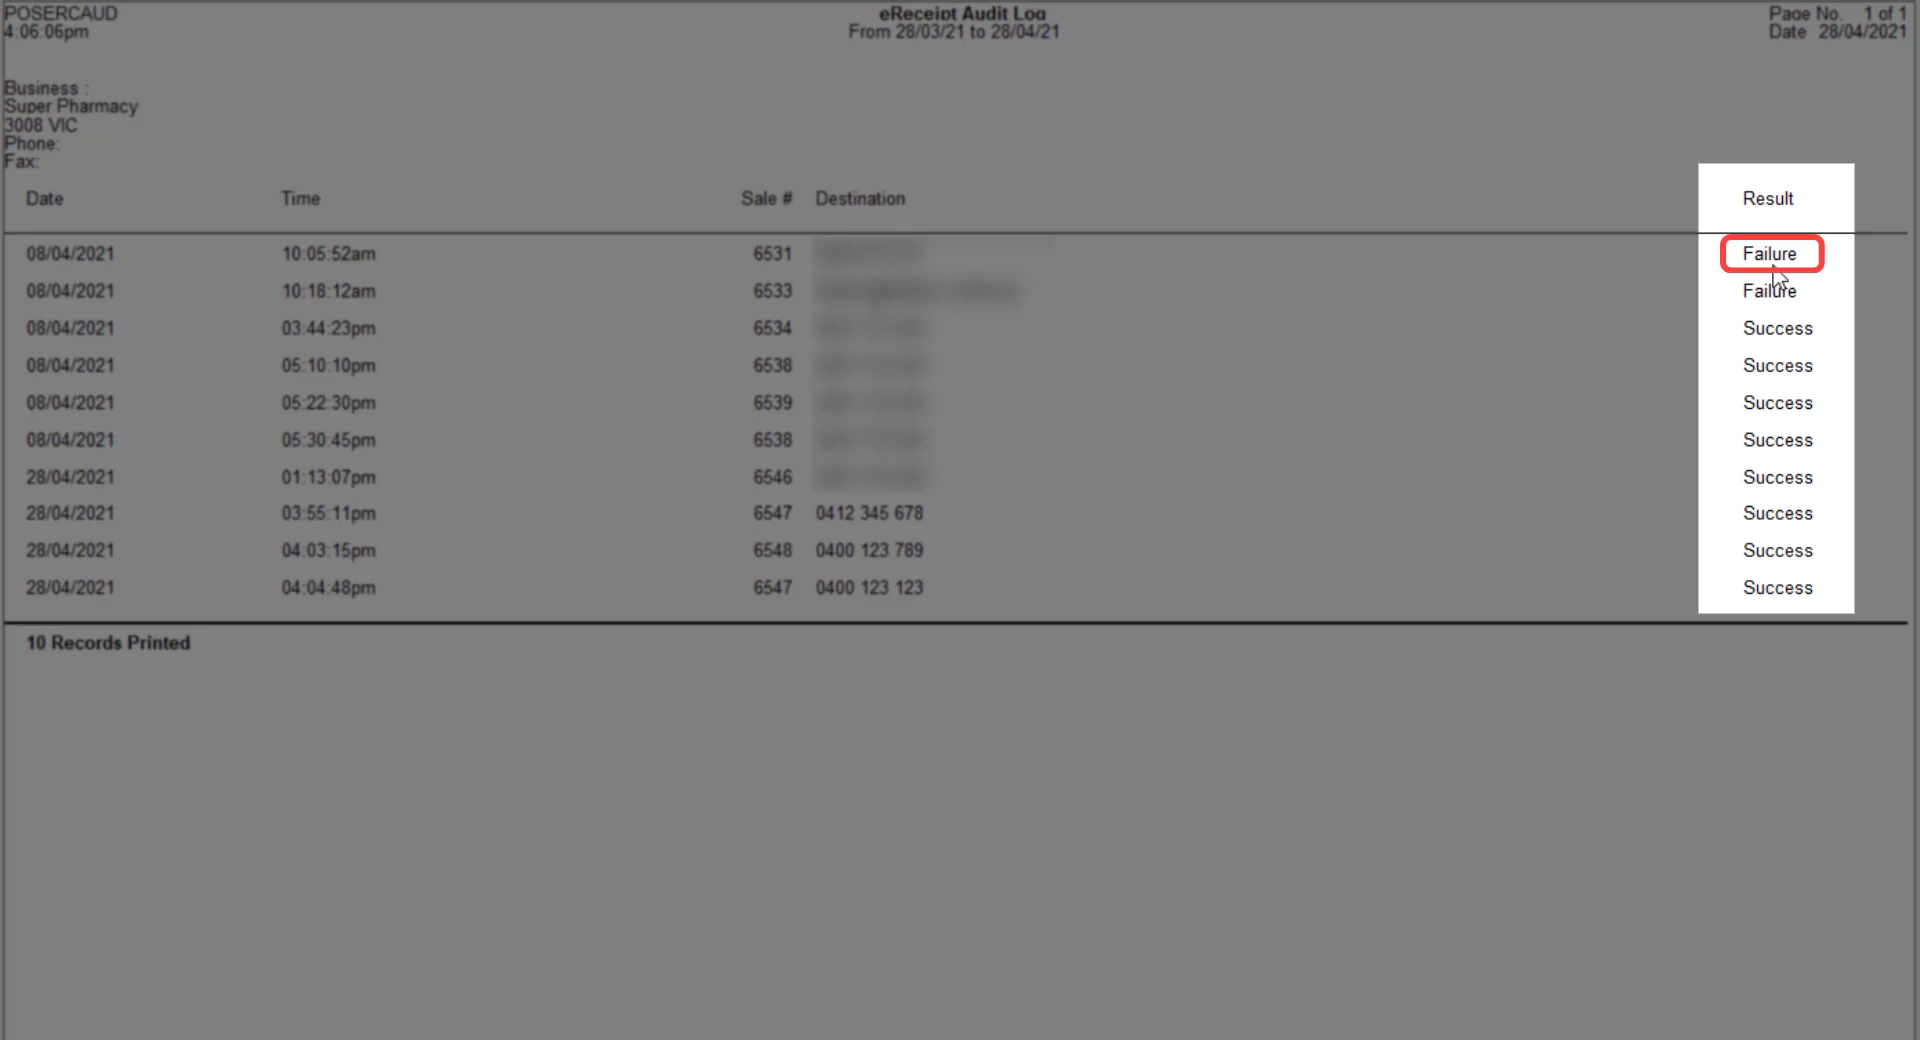 POSERCAUD eReceipt Audit Log Page No. 1 of 1
4:06:06pm From 28/03/21 to 28/04/21 Date 28/04/2021
Business :
Super Pharmacy
3008 VIC
Phone:
Fax:
Date Time Sale # Destination Result
08/04/2021 10:05:52am 6531 Failure
08/04/2021 10:18:12am 6533 Failure
08/04/2021 03:44:23pm 6534 Success
08/04/2021 05:10:10pm 6538 Success
08/04/2021 05:22:30pm 6539 Success
08/04/2021 05:30:45pm 6538 Success
28/04/2021 01:13:07pm 6546 Success
28/04/2021 03:55:11pm 6547 0412 345 678 Success
28/04/2021 04:03:15pm 6548 0400 123 789 Success
28/04/2021 04:04:48pm 6547 0400 123 123 Success
10 Records Printed